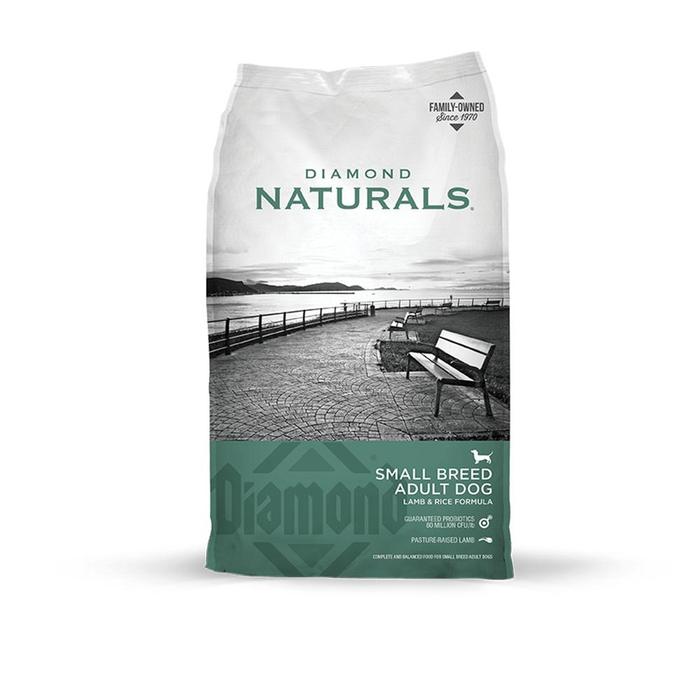 FAMILY-OWNED
Since 1970
DIAMOND
NATURALS®
Diamond
SMALL BREED
ADULT DOG
LAMB & RICE FORMULA
GUARANTEED PROBIOTICS
80 MILLION CFU/lb
PASTURE-RAISED LAMB
COMPLETE AND BALANCED FOOD FOR SMALL BREED ADULT DOGS